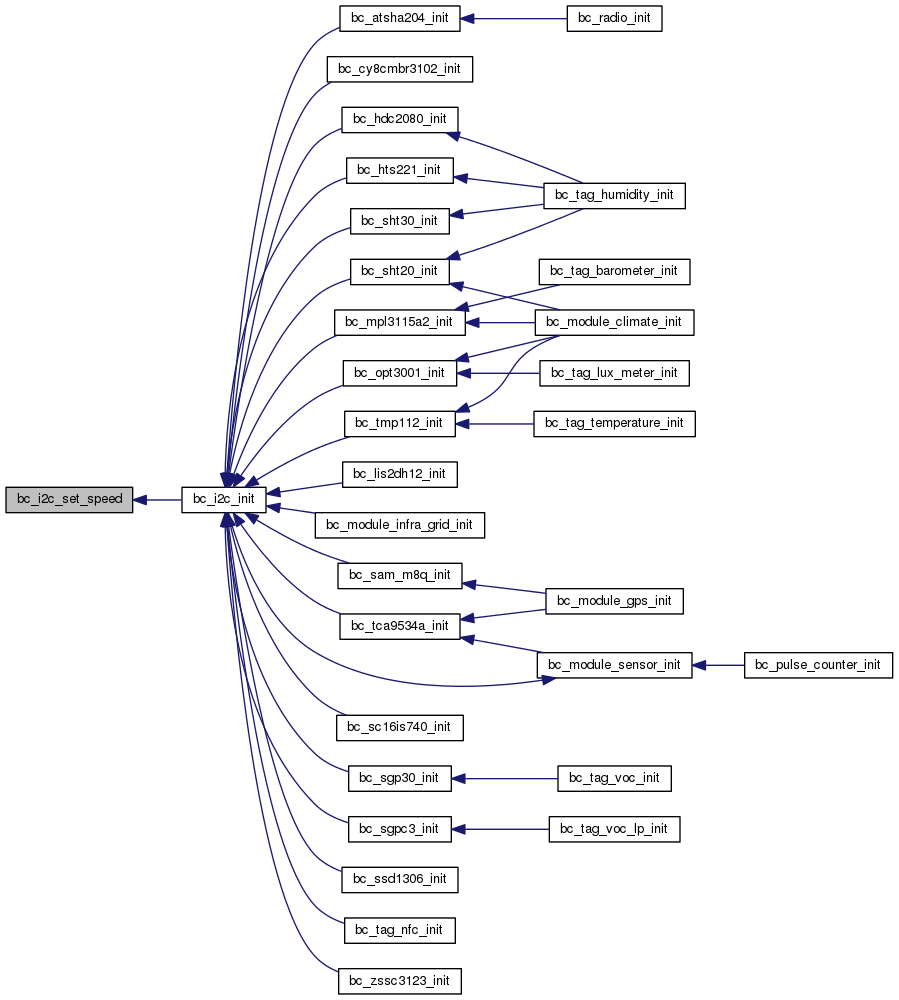 bc_atsha204_init
bc_radio_init
bc_cy8cmbr3102_init
bc_hdc2080_init
bc_hts221_init
bc_tag_humidity_init
bc_sht30_init
bc_sht20_init
bc_tag_barometer_init
bc_mpl3115a2_init
bc_module_climate_init
bc_opt3001_init
bc_tag_lux_meter_init
bc_tmp112_init
bc_tag_temperature_init
bc_lis2dh12_init
bc_i2c_set_speed
bc_i2c_init
bc_module_infra_grid_init
bc_sam_m8q_init
bc_module_gps_init
bc_tca9534a_init
bc_module_sensor_init
bc_pulse_counter_init
bc_sc16is740_init
bc_sgp30_init
bc_tag_voc_init
bc_sgpc3_init
bc_tag_voc_lp_init
bc_ssd1306_init
bc_tag_nfc_init
bc_zssc3123_init